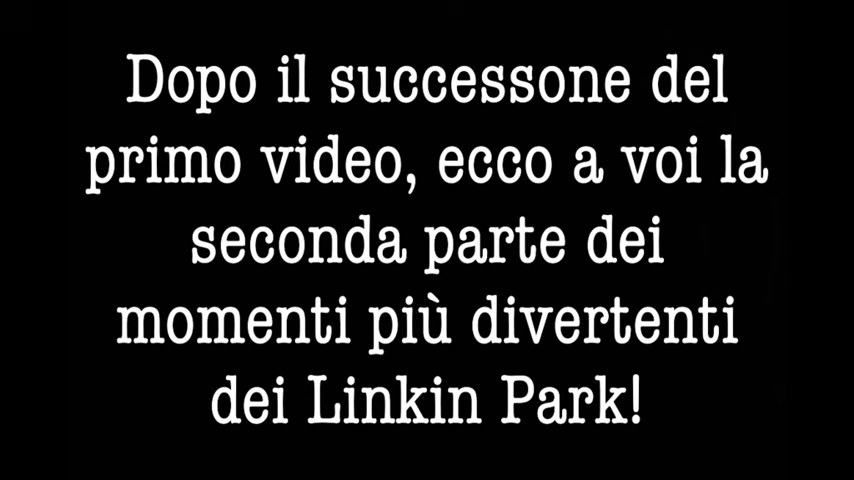 Dopo il successone del
primo video, ecco a voi la
seconda parte dei
momenti più divertenti
dei Linkin Park!